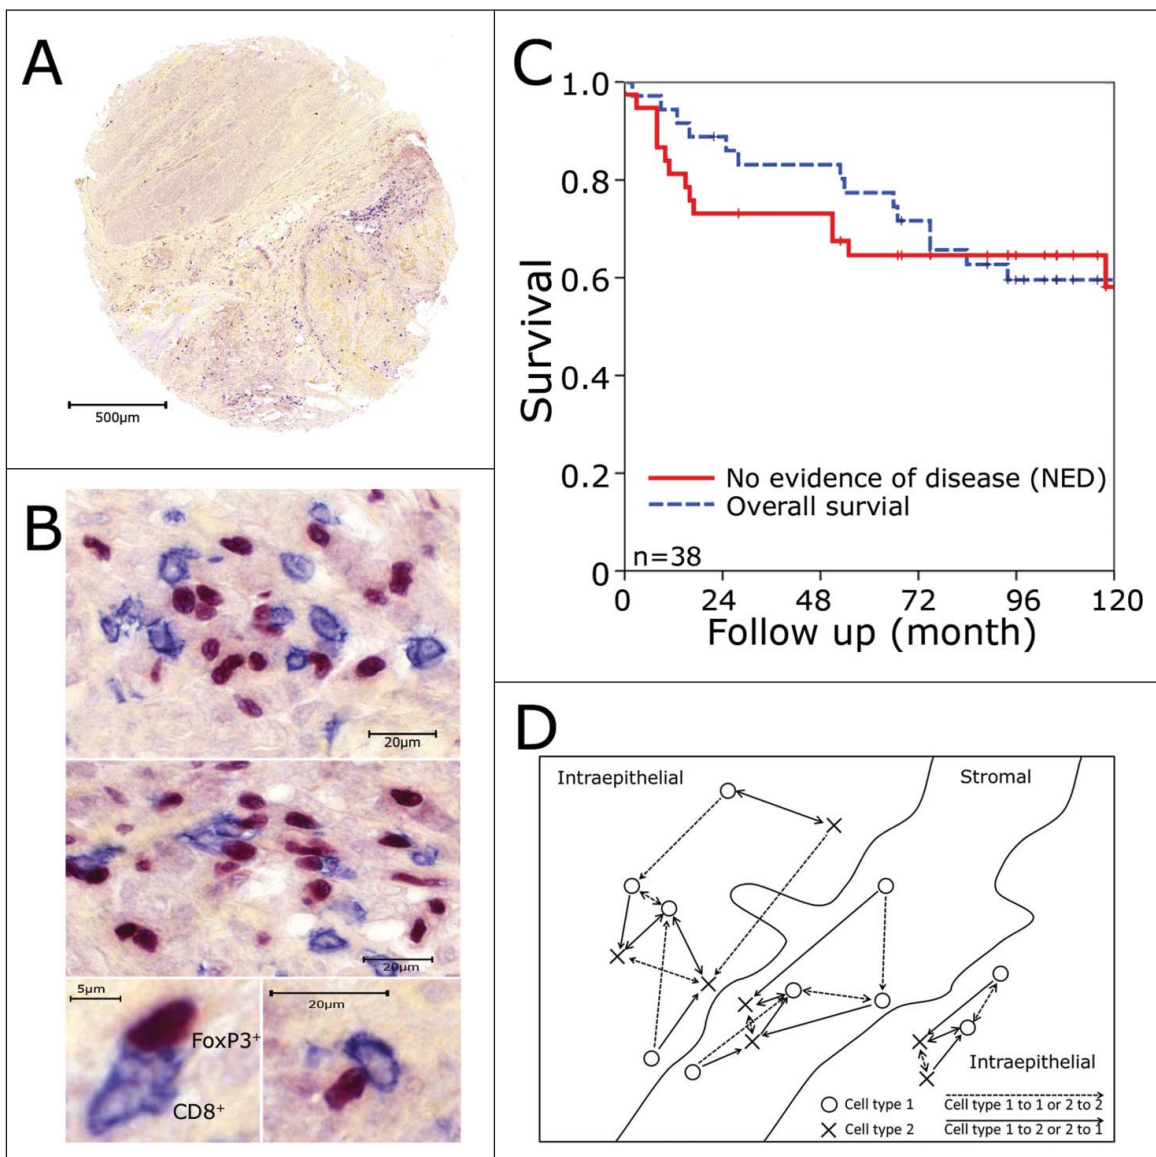 A
500µm
B
20µm
20µm
5µm
FoxP3+
CD8+
20µm
C
1.0
0.8
0.6
0.4
0.2
0
Survival
No evidence of disease (NED)
Overall survial
n=38
0 24 48 72 96 120
Follow up (month)
D
Intraepithelial
Stromal
Intraepithelial
Cell type 1
Cell type 1 to 1 or 2 to 2
Cell type 2
Cell type 1 to 2 or 2 to 1